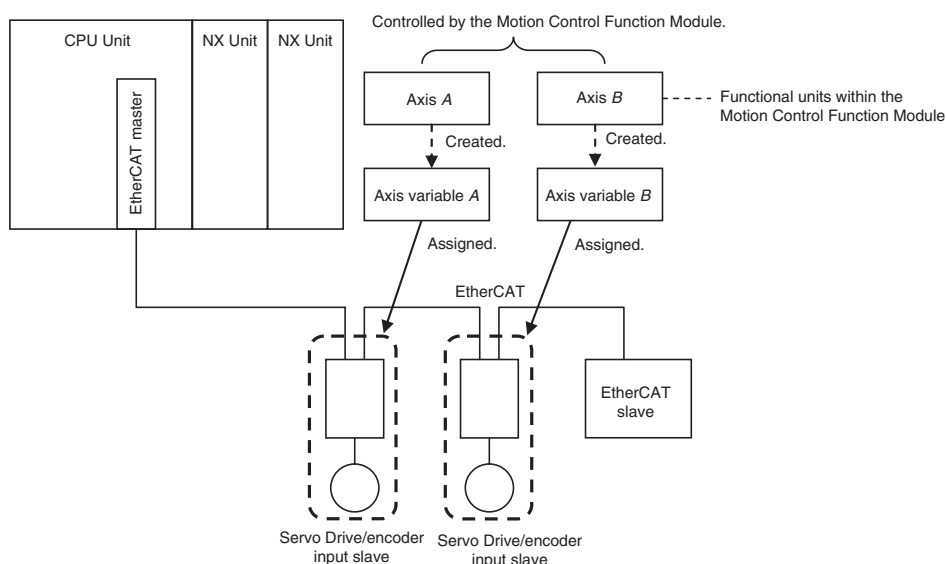 Controlled by the Motion Control Function Module.
CPU Unit
NX Unit
NX Unit
EtherCAT master
Axis A
Axis B
Functional units within the
Motion Control Function Module
Created.
Created.
Axis variable A
Axis variable B
Assigned.
Assigned.
EtherCAT
EtherCAT
slave
Servo Drive/encoder
input slave
Servo Drive/encoder
input slave